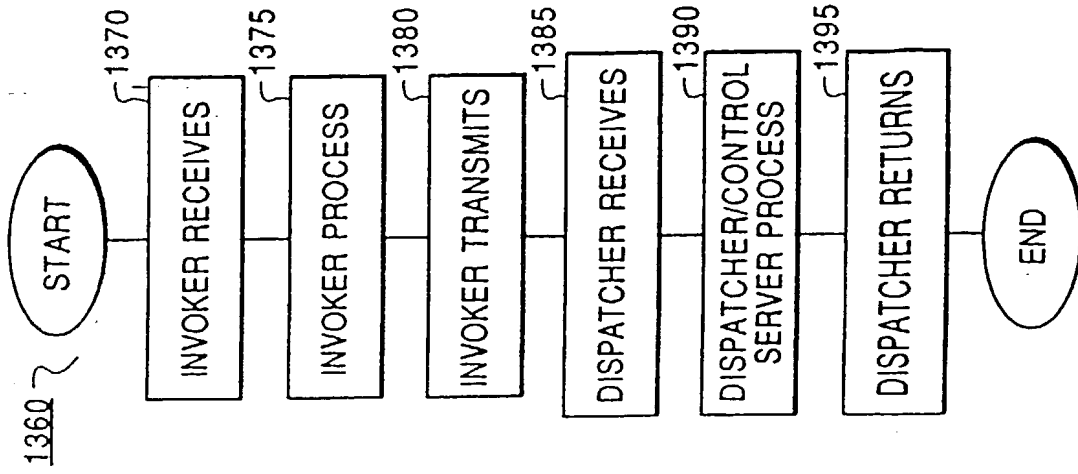 1360
START
1370
INVOKER RECEIVES
1375
INVOKER PROCESS
1380
INVOKER TRANSMITS
1385
DISPATCHER RECEIVES
1390
DISPATCHER/CONTROL
SERVER PROCESS
1395
DISPATCHER RETURNS
END